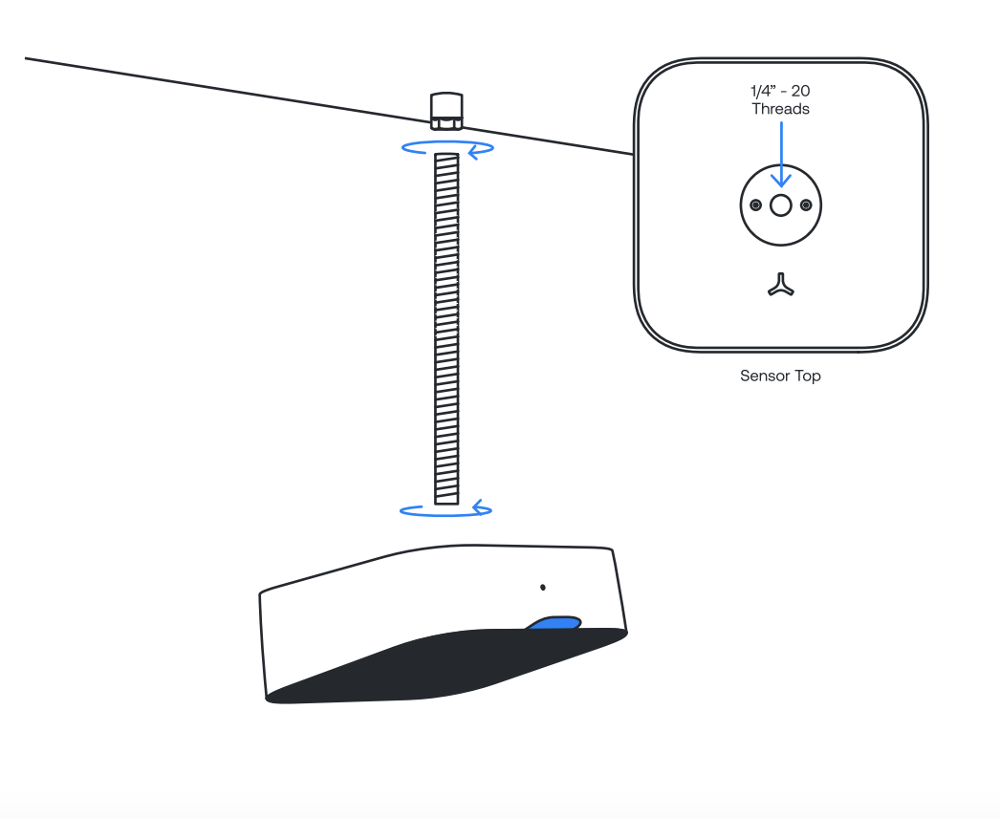 1/4” - 20
Threads
Sensor Top